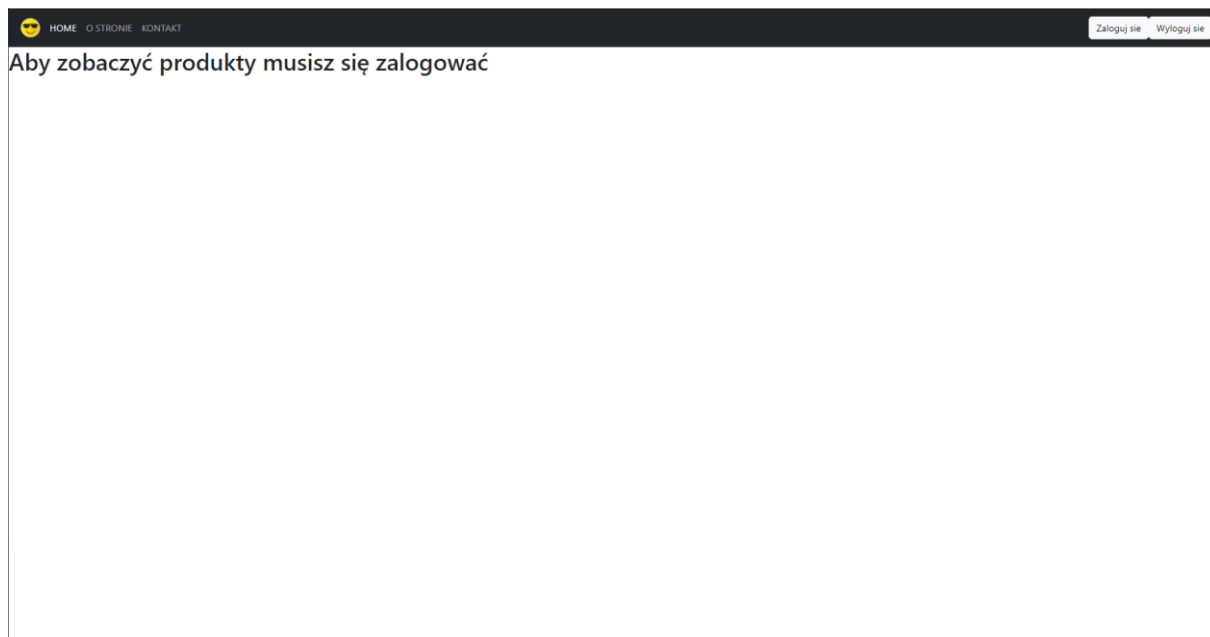 HOME O STRONIE KONTAKT Zaloguj sie Wyloguj sie
Aby zobaczyć produkty musisz się zalogować